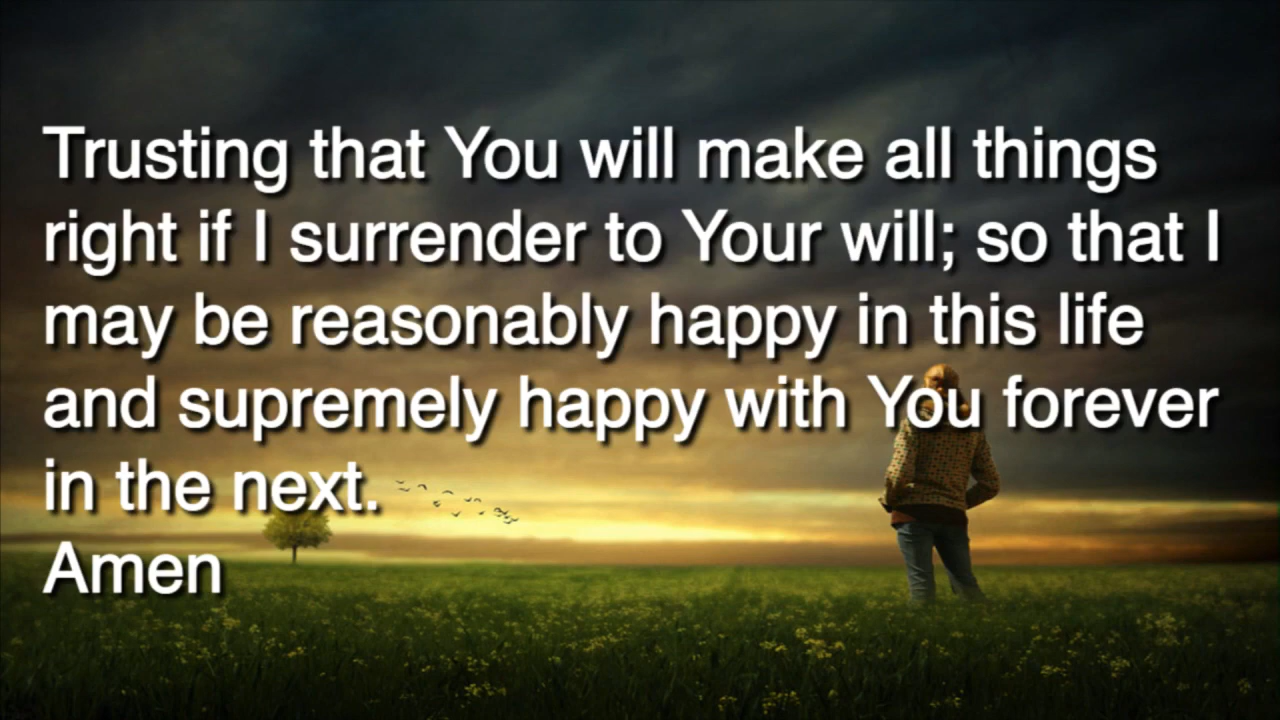 Trusting that You will make all things
right if I surrender to Your will; so that I
may be reasonably happy in this life
and supremely happy with You forever
in the next.
Amen